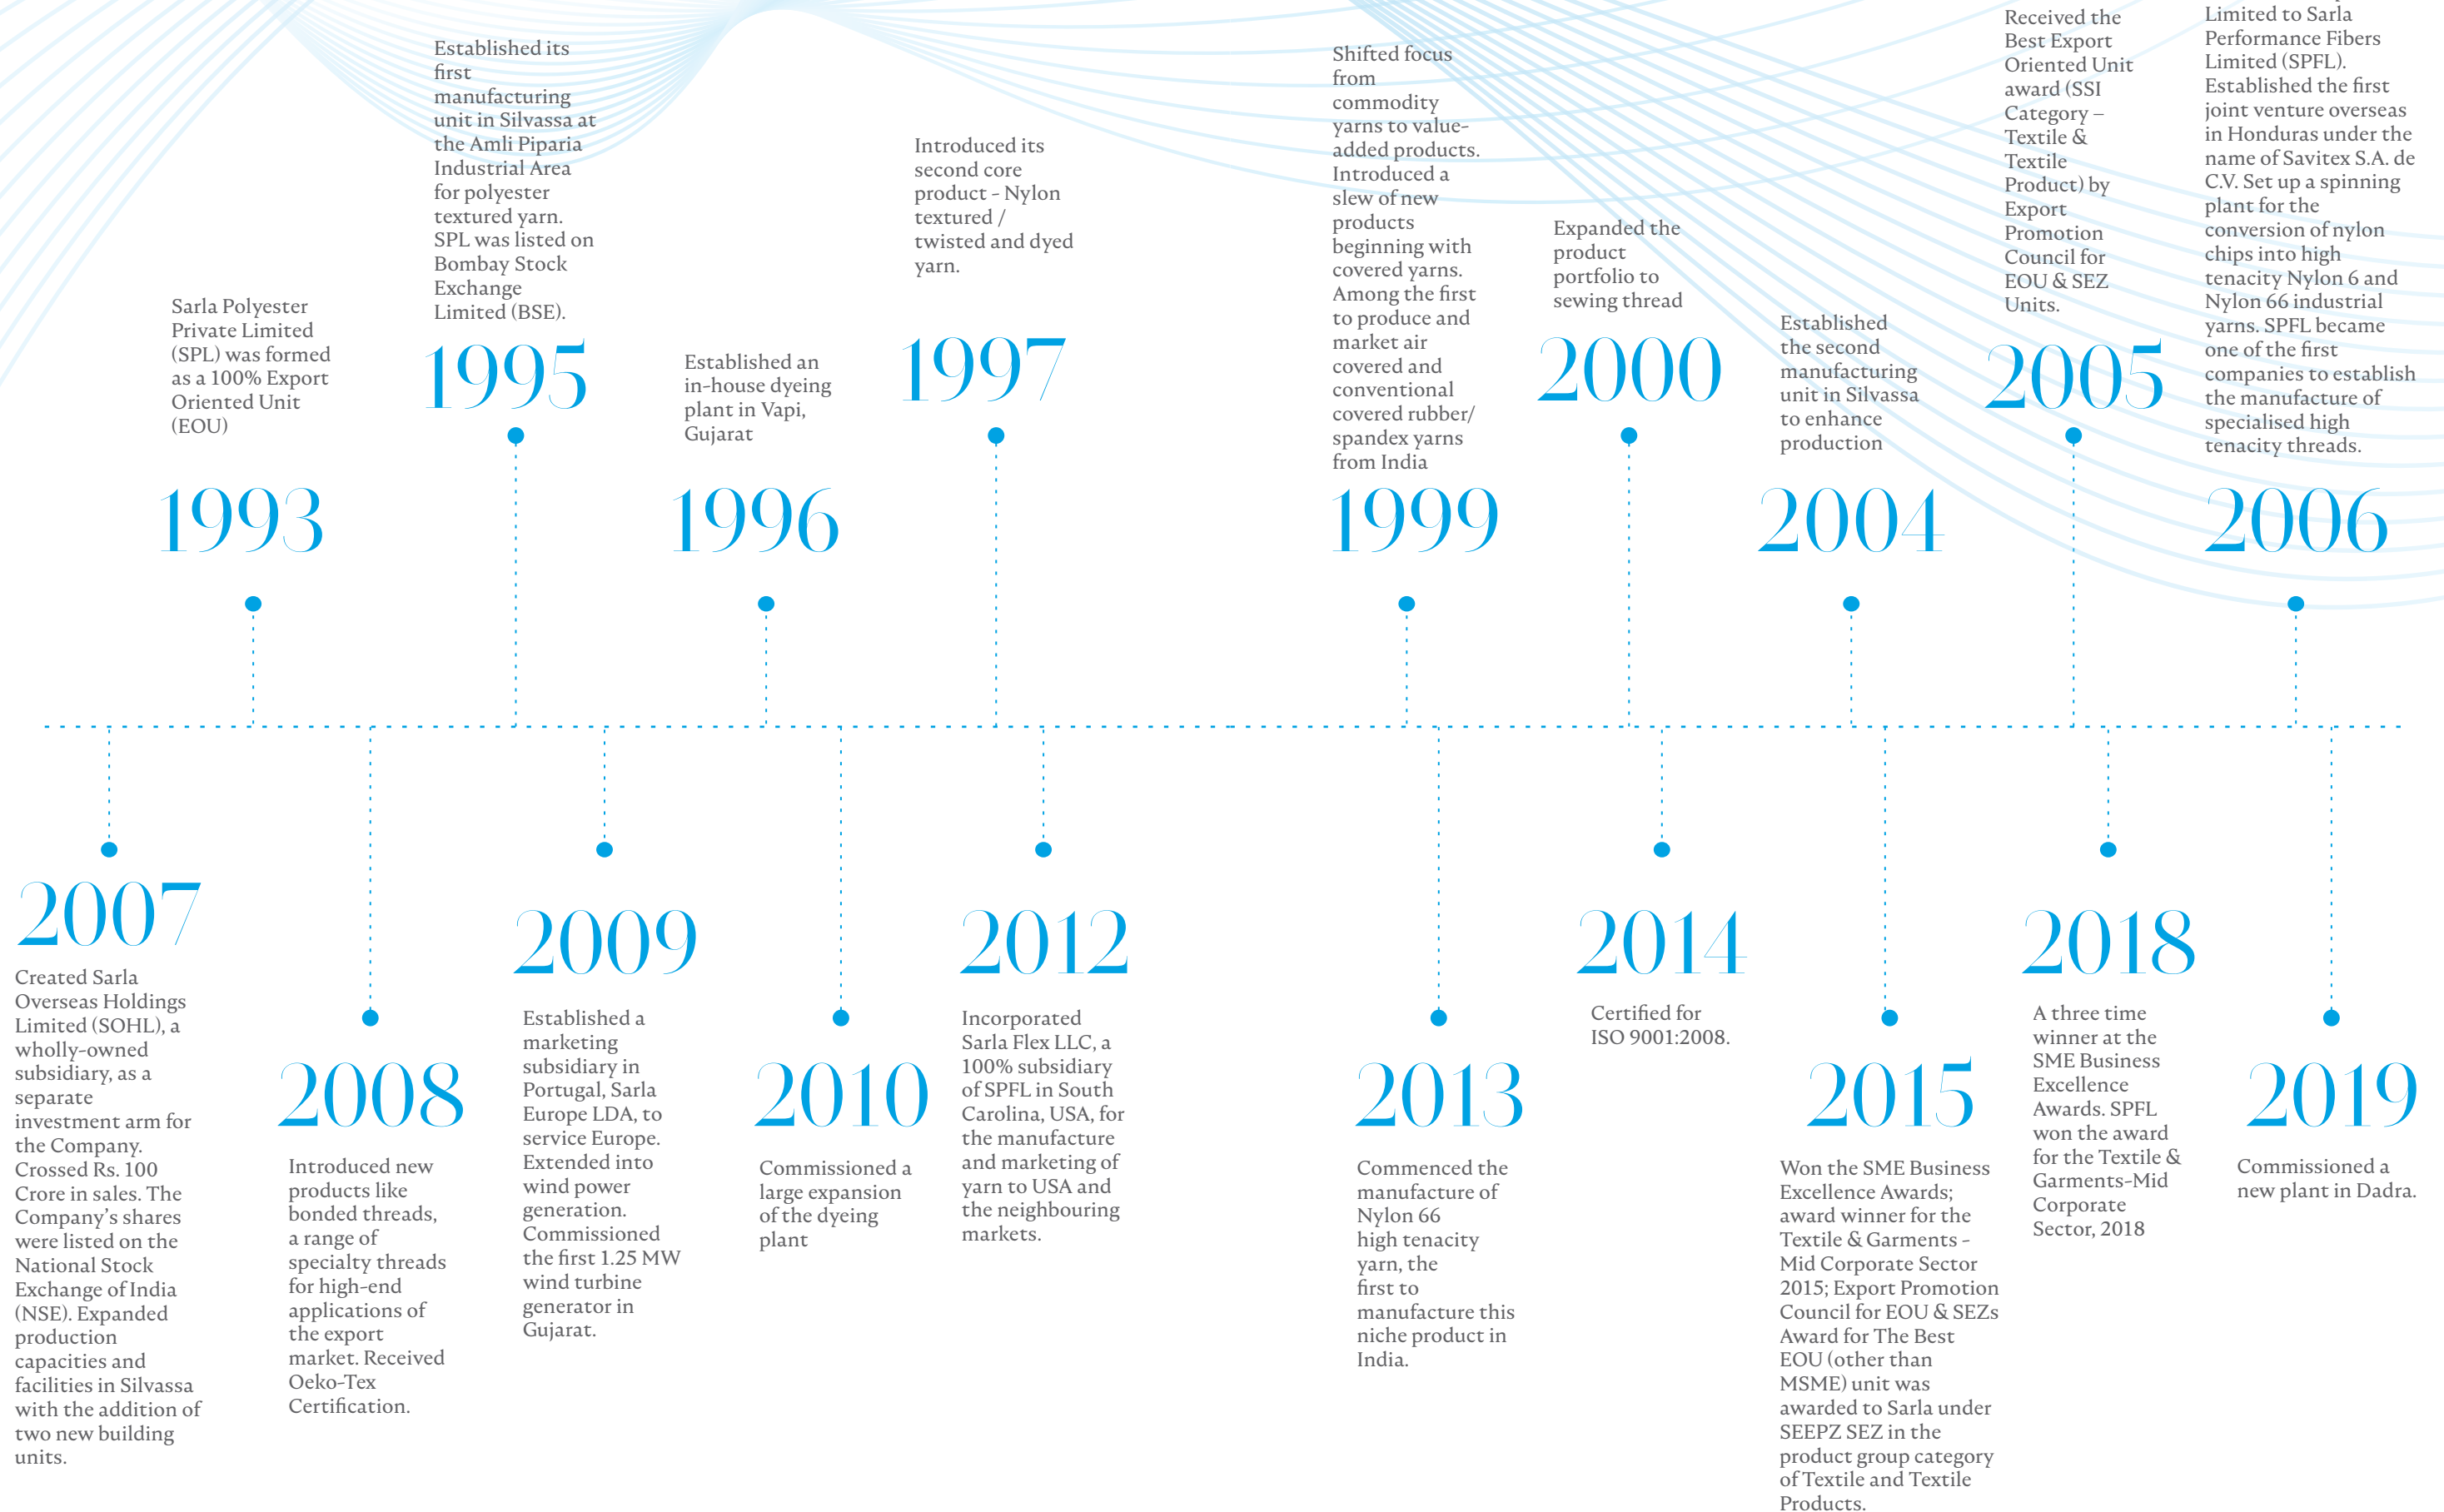 Sarla Polyester
Private Limited
(SPL) was formed
as a 100% Export
Oriented Unit
(EOU)
1993
Established its
first
manufacturing
unit in Silvassa at
the Amli Piparia
Industrial Area
for polyester
textured yarn.
SPL was listed on
Bombay Stock
Exchange
Limited (BSE).
1995
Established an
in-house dyeing
plant in Vapi,
Gujarat
1996
Introduced its
second core
product - Nylon
textured /
twisted and dyed
yarn.
1997
Shifted focus
from
commodity
yarns to value-
added products.
Introduced a
slew of new
products
beginning with
covered yarns.
Among the first
to produce and
market air
covered and
conventional
covered rubber/
spandex yarns
from India
1999
Expanded the
product
portfolio to
sewing thread
2000
Established
the second
manufacturing
unit in Silvassa
to enhance
production
2004
Received the
Best Export
Oriented Unit
award (SSI
Category –
Textile &
Textile
Product) by
Export
Promotion
Council for
EOU & SEZ
Units.
2005
Limited to Sarla
Performance Fibers
Limited (SPFL).
Established the first
joint venture overseas
in Honduras under the
name of Savitex S.A. de
C.V. Set up a spinning
plant for the
conversion of nylon
chips into high
tenacity Nylon 6 and
Nylon 66 industrial
yarns. SPFL became
one of the first
companies to establish
the manufacture of
specialised high
tenacity threads.
2006
2007
Created Sarla
Overseas Holdings
Limited (SOHL), a
wholly-owned
subsidiary, as a
separate
investment arm for
the Company.
Crossed Rs. 100
Crore in sales. The
Company’s shares
were listed on the
National Stock
Exchange of India
(NSE). Expanded
production
capacities and
facilities in Silvassa
with the addition of
two new building
units.
2008
Introduced new
products like
bonded threads,
a range of
specialty threads
for high-end
applications of
the export
market. Received
Oeko-Tex
Certification.
2009
Established a
marketing
subsidiary in
Portugal, Sarla
Europe LDA, to
service Europe.
Extended into
wind power
generation.
Commissioned
the first 1.25 MW
wind turbine
generator in
Gujarat.
2010
Commissioned a
large expansion
of the dyeing
plant
2012
Incorporated
Sarla Flex LLC, a
100% subsidiary
of SPFL in South
Carolina, USA, for
the manufacture
and marketing of
yarn to USA and
the neighbouring
markets.
2013
Commenced the
manufacture of
Nylon 66
high tenacity
yarn, the
first to
manufacture this
niche product in
India.
2014
Certified for
ISO 9001:2008.
2015
Won the SME Business
Excellence Awards;
award winner for the
Textile & Garments -
Mid Corporate Sector
2015; Export Promotion
Council for EOU & SEZs
Award for The Best
EOU (other than
MSME) unit was
awarded to Sarla under
SEEPZ SEZ in the
product group category
of Textile and Textile
Products.
2018
A three time
winner at the
SME Business
Excellence
Awards. SPFL
won the award
for the Textile &
Garments-Mid
Corporate
Sector, 2018
2019
Commissioned a
new plant in Dadra.